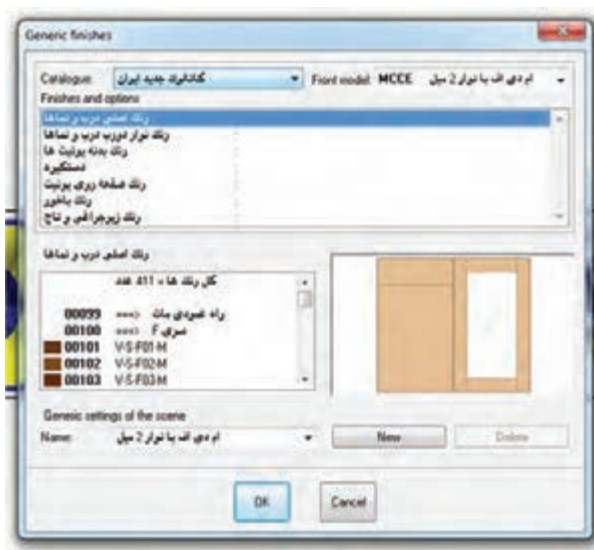 Generic finishes
Catalogue: کاتالوگ جدید ایران Front model: MCCE ام دی اف با نوار 2 میل
Finishes and options
رنگ اصلی درب و نماها
رنگ نوار دورب درب و نماها
رنگ بدنه یونیت ها
دستگیره
رنگ صفحه روی یونیت
رنگ باخور
رنگ زیرچراغی و تاج
رنگ اصلی درب و نماها
کل رنگ ها = 411 عدد
00099 ===> راه عمودی مات
00100 ===> سری F
00101 V-S-F01-M
00102 V-S-F02-M
00103 V-S-F03-M
Generic settings of the scene
Name: ام دی اف با نوار 2 میل New Delete
OK Cancel